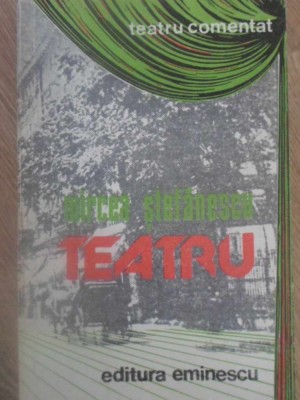 teatru comentat
mircea ştefănescu
TEATRU
editura eminescu